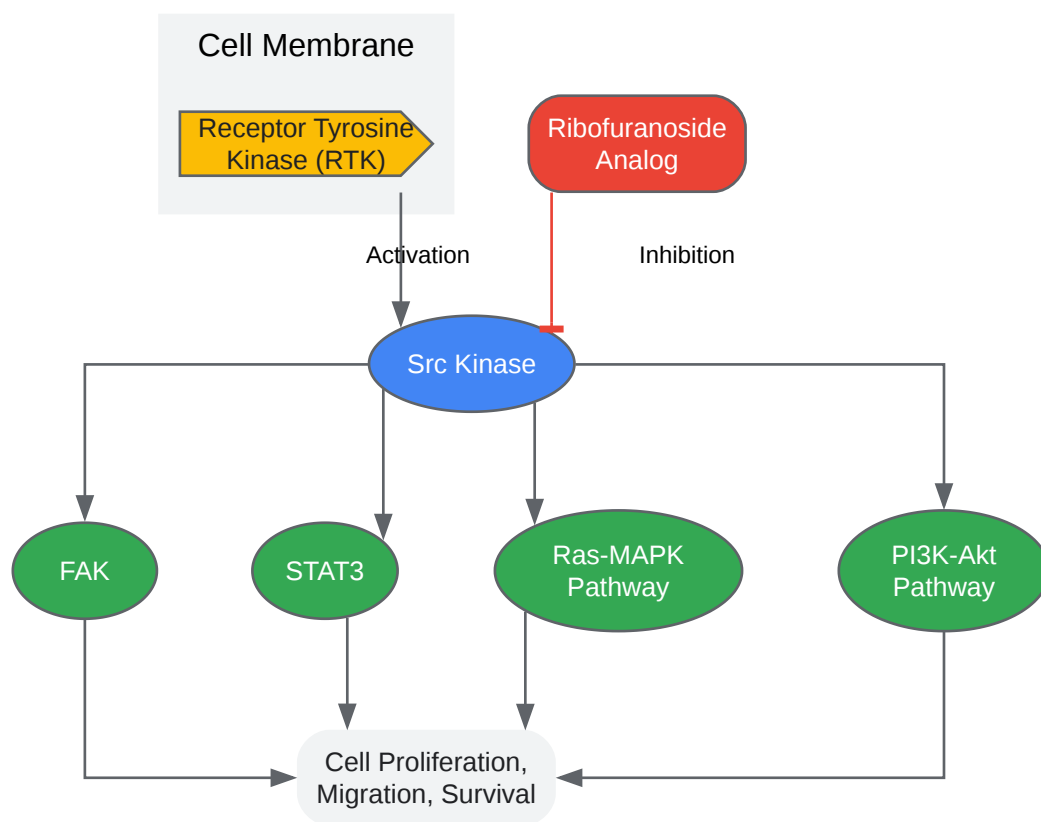 Cell Membrane
Receptor Tyrosine
Kinase (RTK)
Ribofuranoside
Analog
Activation
Inhibition
Src Kinase
FAK
STAT3
Ras-MAPK
Pathway
PI3K-Akt
Pathway
Cell Proliferation,
Migration, Survival